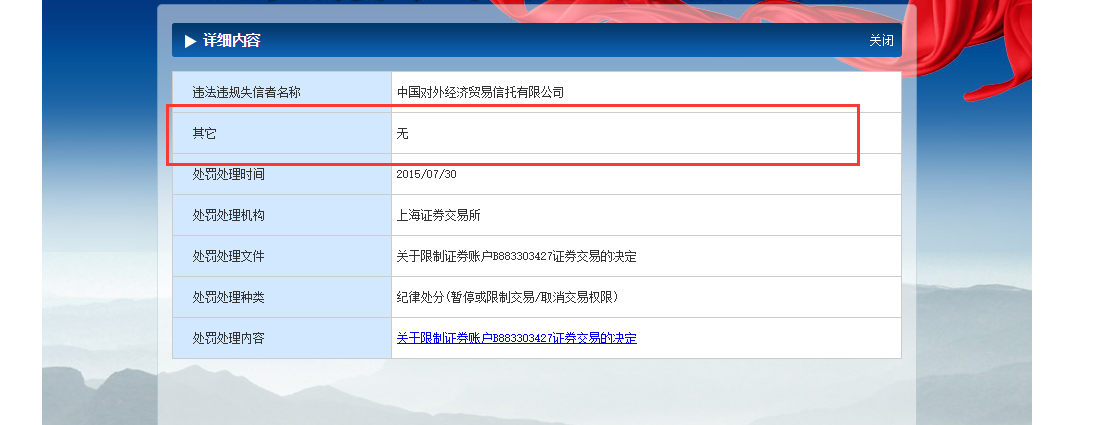 详细内容 关闭
违法违规失信者名称 中国对外经济贸易信托有限公司
其它 无
处罚处理时间 2015/07/30
处罚处理机构 上海证券交易所
处罚处理文件 关于限制证券账户B883303427证券交易的决定
处罚处理种类 纪律处分(暂停或限制交易/取消交易权限)
处罚处理内容 关于限制证券账户B883303427证券交易的决定